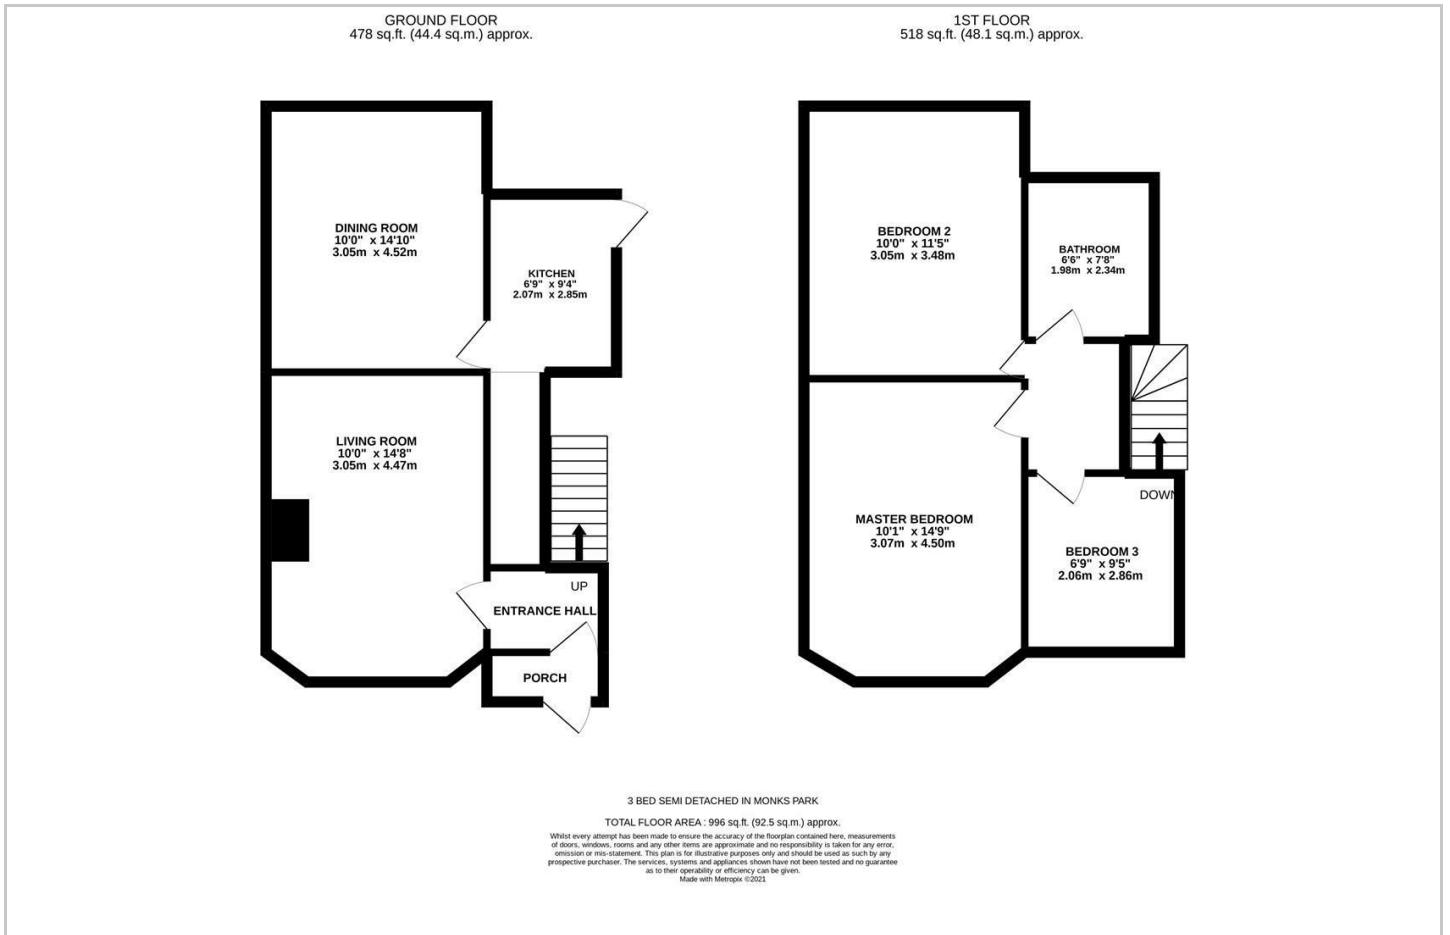 GROUND FLOOR
478 sq.ft. (44.4 sq.m.) approx.
1ST FLOOR
518 sq.ft. (48.1 sq.m.) approx.
DINING ROOM
10'0" x 14'10"
3.05m x 4.52m
KITCHEN
6'9" x 9'4"
2.07m x 2.85m
LIVING ROOM
10'0" x 14'8"
3.05m x 4.47m
UP
ENTRANCE HALL
PORCH
BEDROOM 2
10'0" x 11'5"
3.05m x 3.48m
BATHROOM
6'6" x 7'8"
1.98m x 2.34m
DOWN
MASTER BEDROOM
10'1" x 14'9"
3.07m x 4.50m
BEDROOM 3
6'9" x 9'5"
2.06m x 2.86m
3 BED SEMI DETACHED IN MONKS PARK
TOTAL FLOOR AREA : 996 sq.ft. (92.5 sq.m.) approx.
Whilst every attempt has been made to ensure the accuracy of the floorplan contained here, measurements
of doors, windows, rooms and any other items are approximate and no responsibility is taken for any error,
omission or mis-statement. This plan is for illustrative purposes only and should be used as such by any
prospective purchaser. The services, systems and appliances shown have not been tested and no guarantee
as to their operability or efficiency can be given.
Made with Metropix ©2021